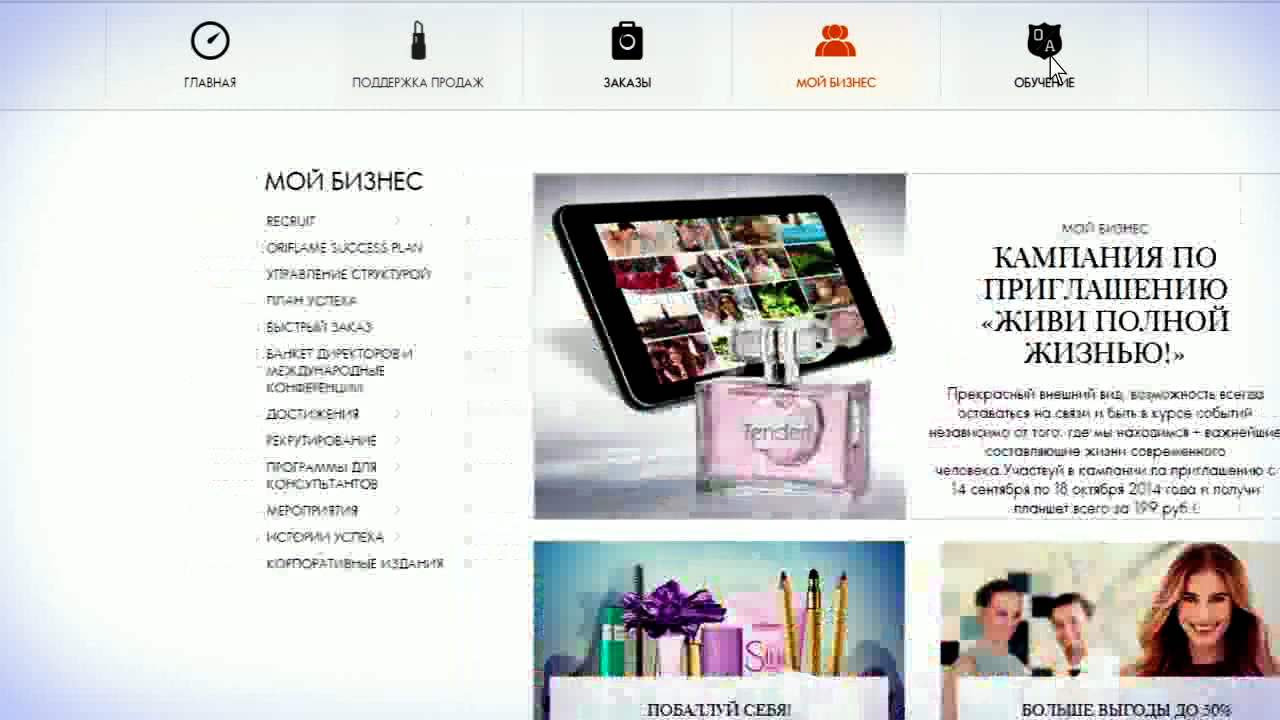 ГЛАВНАЯ
ПОДДЕРЖКА ПРОДАЖ
ЗАКАЗЫ
МОЙ БИЗНЕС
O A
ОБУЧЕНИЕ
МОЙ БИЗНЕС
RECRUIT
ORIFLAME SUCCESS PLAN
УПРАВЛЕНИЕ СТРУКТУРОЙ
ПЛАН УСПЕХА
БЫСТРЫЙ ЗАКАЗ
БАНКЕТ ДИРЕКТОРОВ И
МЕЖДУНАРОДНЫЕ
КОНФЕРЕНЦИИ
ДОСТИЖЕНИЯ
РЕКРУТИРОВАНИЕ
ПРОГРАММЫ ДЛЯ
КОНСУЛЬТАНТОВ
МЕРОПРИЯТИЯ
ИСТОРИИ УСПЕХА
КОРПОРАТИВНЫЕ ИЗДАНИЯ
Tender
МОЙ БИЗНЕС
КАМПАНИЯ ПО
ПРИГЛАШЕНИЮ
«ЖИВИ ПОЛНОЙ
ЖИЗНЬЮ!»
Прекрасный внешний вид, возможность всегда
оставаться на связи и быть в курсе событий
независимо от того, где мы находимся – важнейшие
составляющие жизни современного
человека.Участвуй в кампании по приглашению с
14 сентября по 18 октября 2014 года и получи
планшет всего за 199 руб.!
ПОБАЛУЙ СЕБЯ!
БОЛЬШЕ ВЫГОДЫ ДО 30%